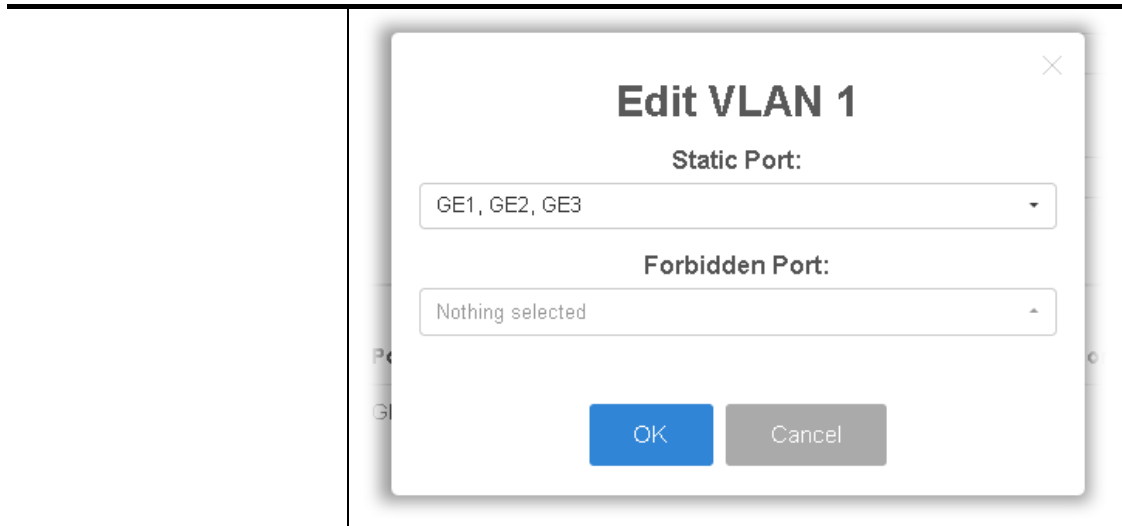 Edit VLAN 1
Static Port:
GE1, GE2, GE3
Forbidden Port:
Nothing selected
OK
Cancel